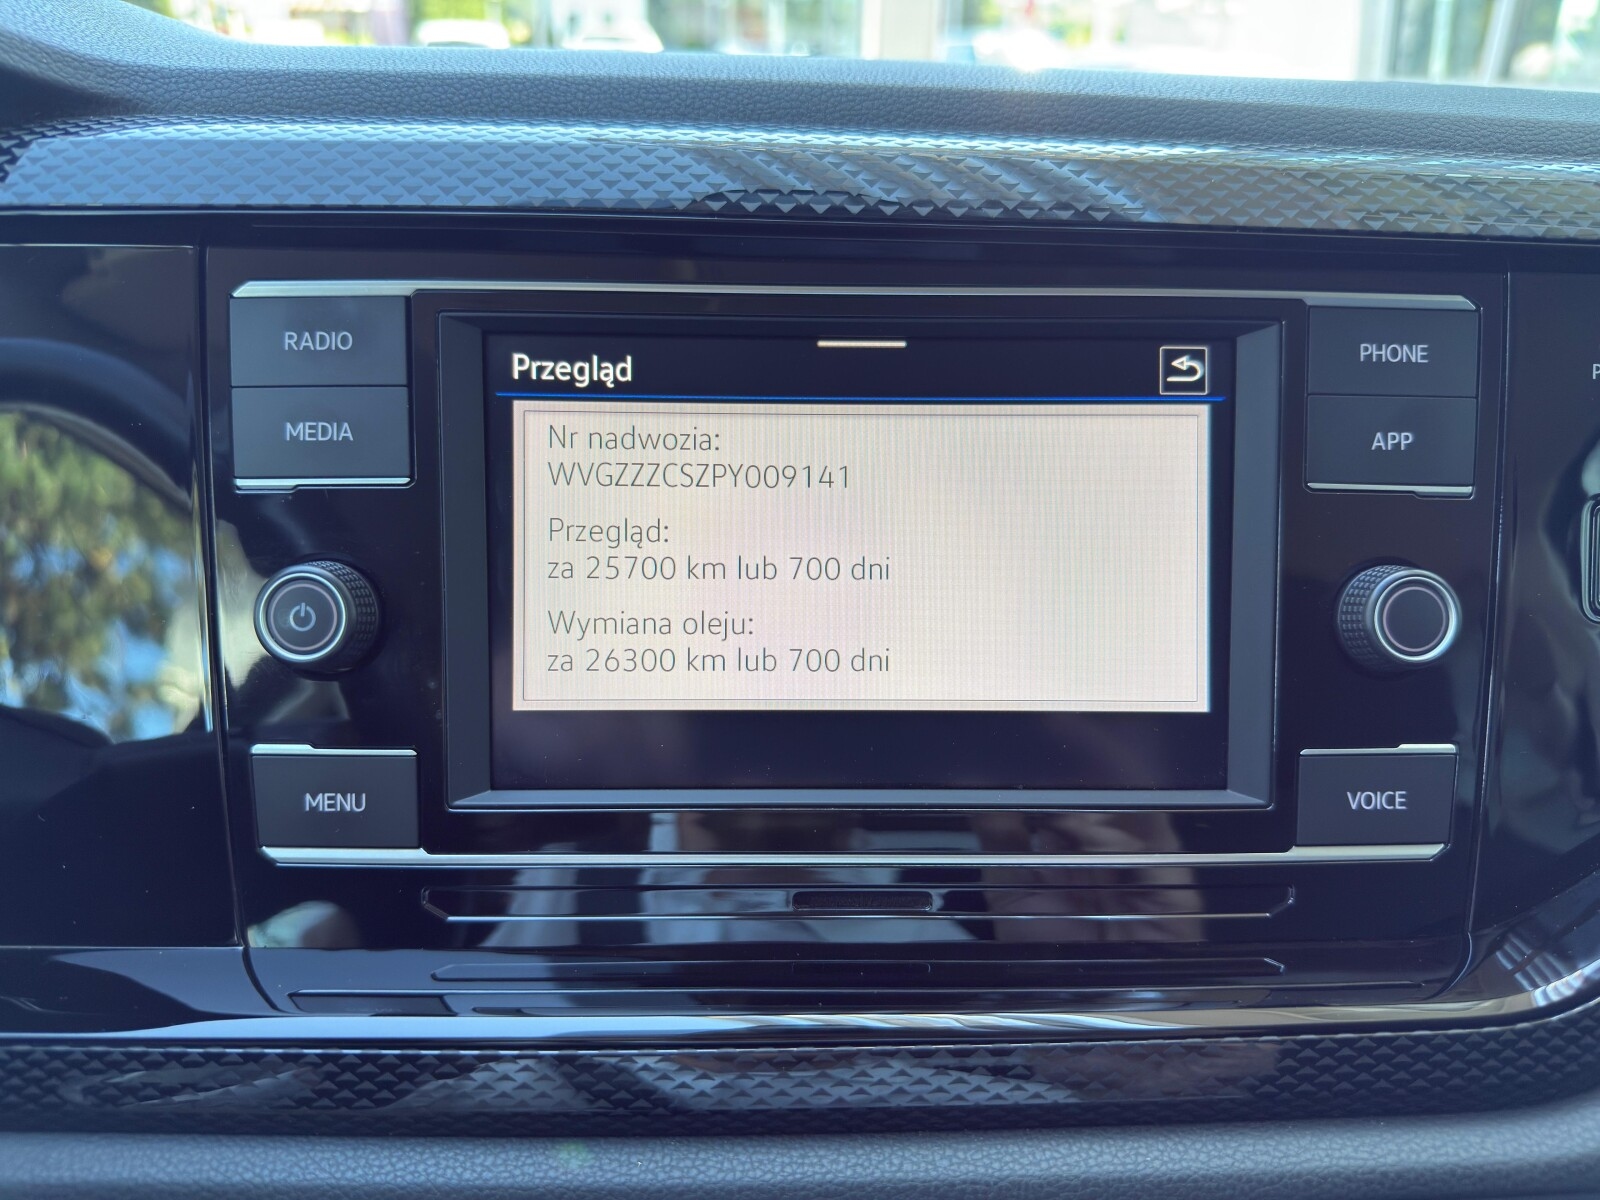 RADIO
MEDIA
MENU
Przegląd
Nr nadwozia:
WVGZZZCSZPY009141
Przegląd:
za 25700 km lub 700 dni
Wymiana oleju:
za 26300 km lub 700 dni
PHONE
APP
VOICE